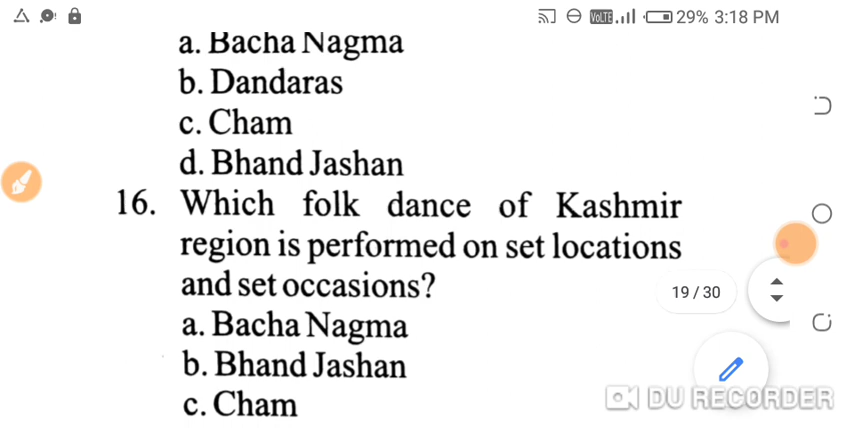 VoLTE 29% 3:18 PM
a. Bacha Nagma
b. Dandaras
c. Cham
d. Bhand Jashan
16. Which folk dance of Kashmir
region is performed on set locations
and set occasions?
19 / 30
a. Bacha Nagma
b. Bhand Jashan
c. Cham
DU RECORDER